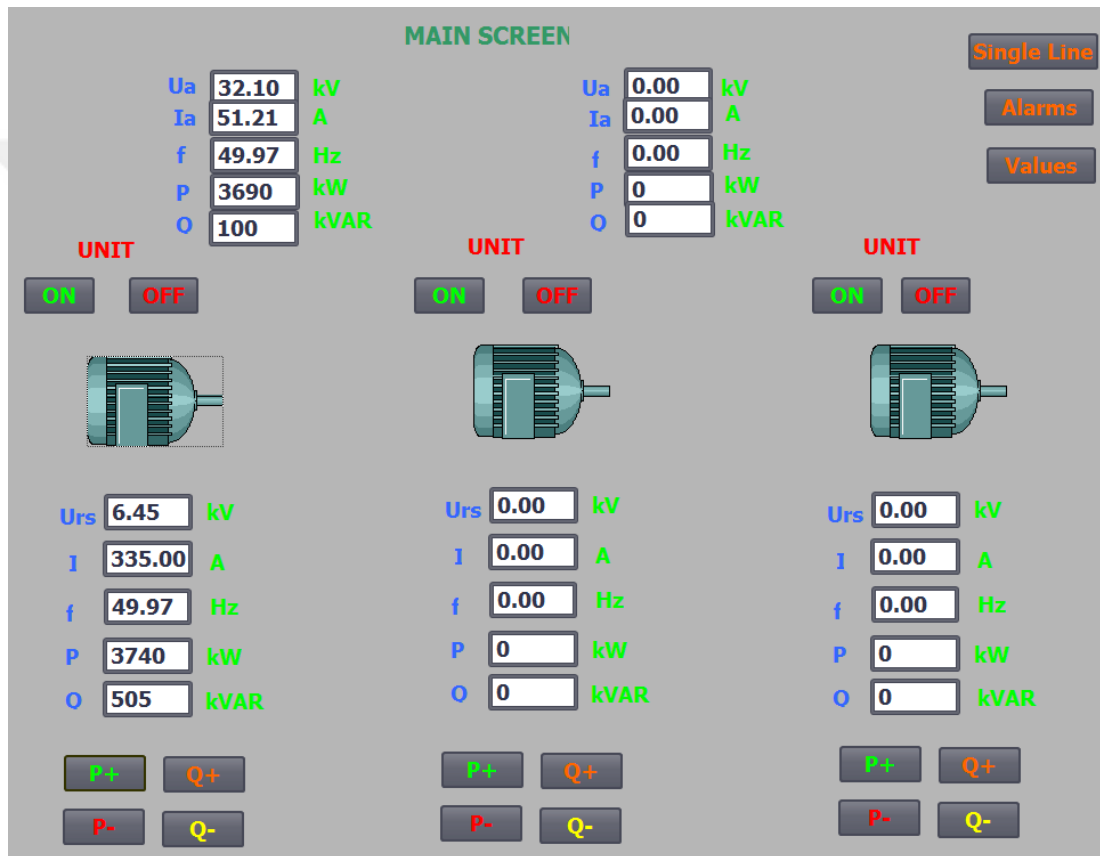 MAIN SCREEN
Single Line
Alarms
Values
Ua 32.10 kV
Ia 51.21 A
f 49.97 Hz
P 3690 kW
Q 100 kVAR
Ua 0.00 kV
Ia 0.00 A
f 0.00 Hz
P 0 kW
Q 0 kVAR
UNIT
ON OFF
Urs 6.45 kV
I 335.00 A
f 49.97 Hz
P 3740 kW
Q 505 kVAR
P+ Q+
P- Q-
UNIT
ON OFF
Urs 0.00 kV
I 0.00 A
f 0.00 Hz
P 0 kW
Q 0 kVAR
P+ Q+
P- Q-
UNIT
ON OFF
Urs 0.00 kV
I 0.00 A
f 0.00 Hz
P 0 kW
Q 0 kVAR
P+ Q+
P- Q-